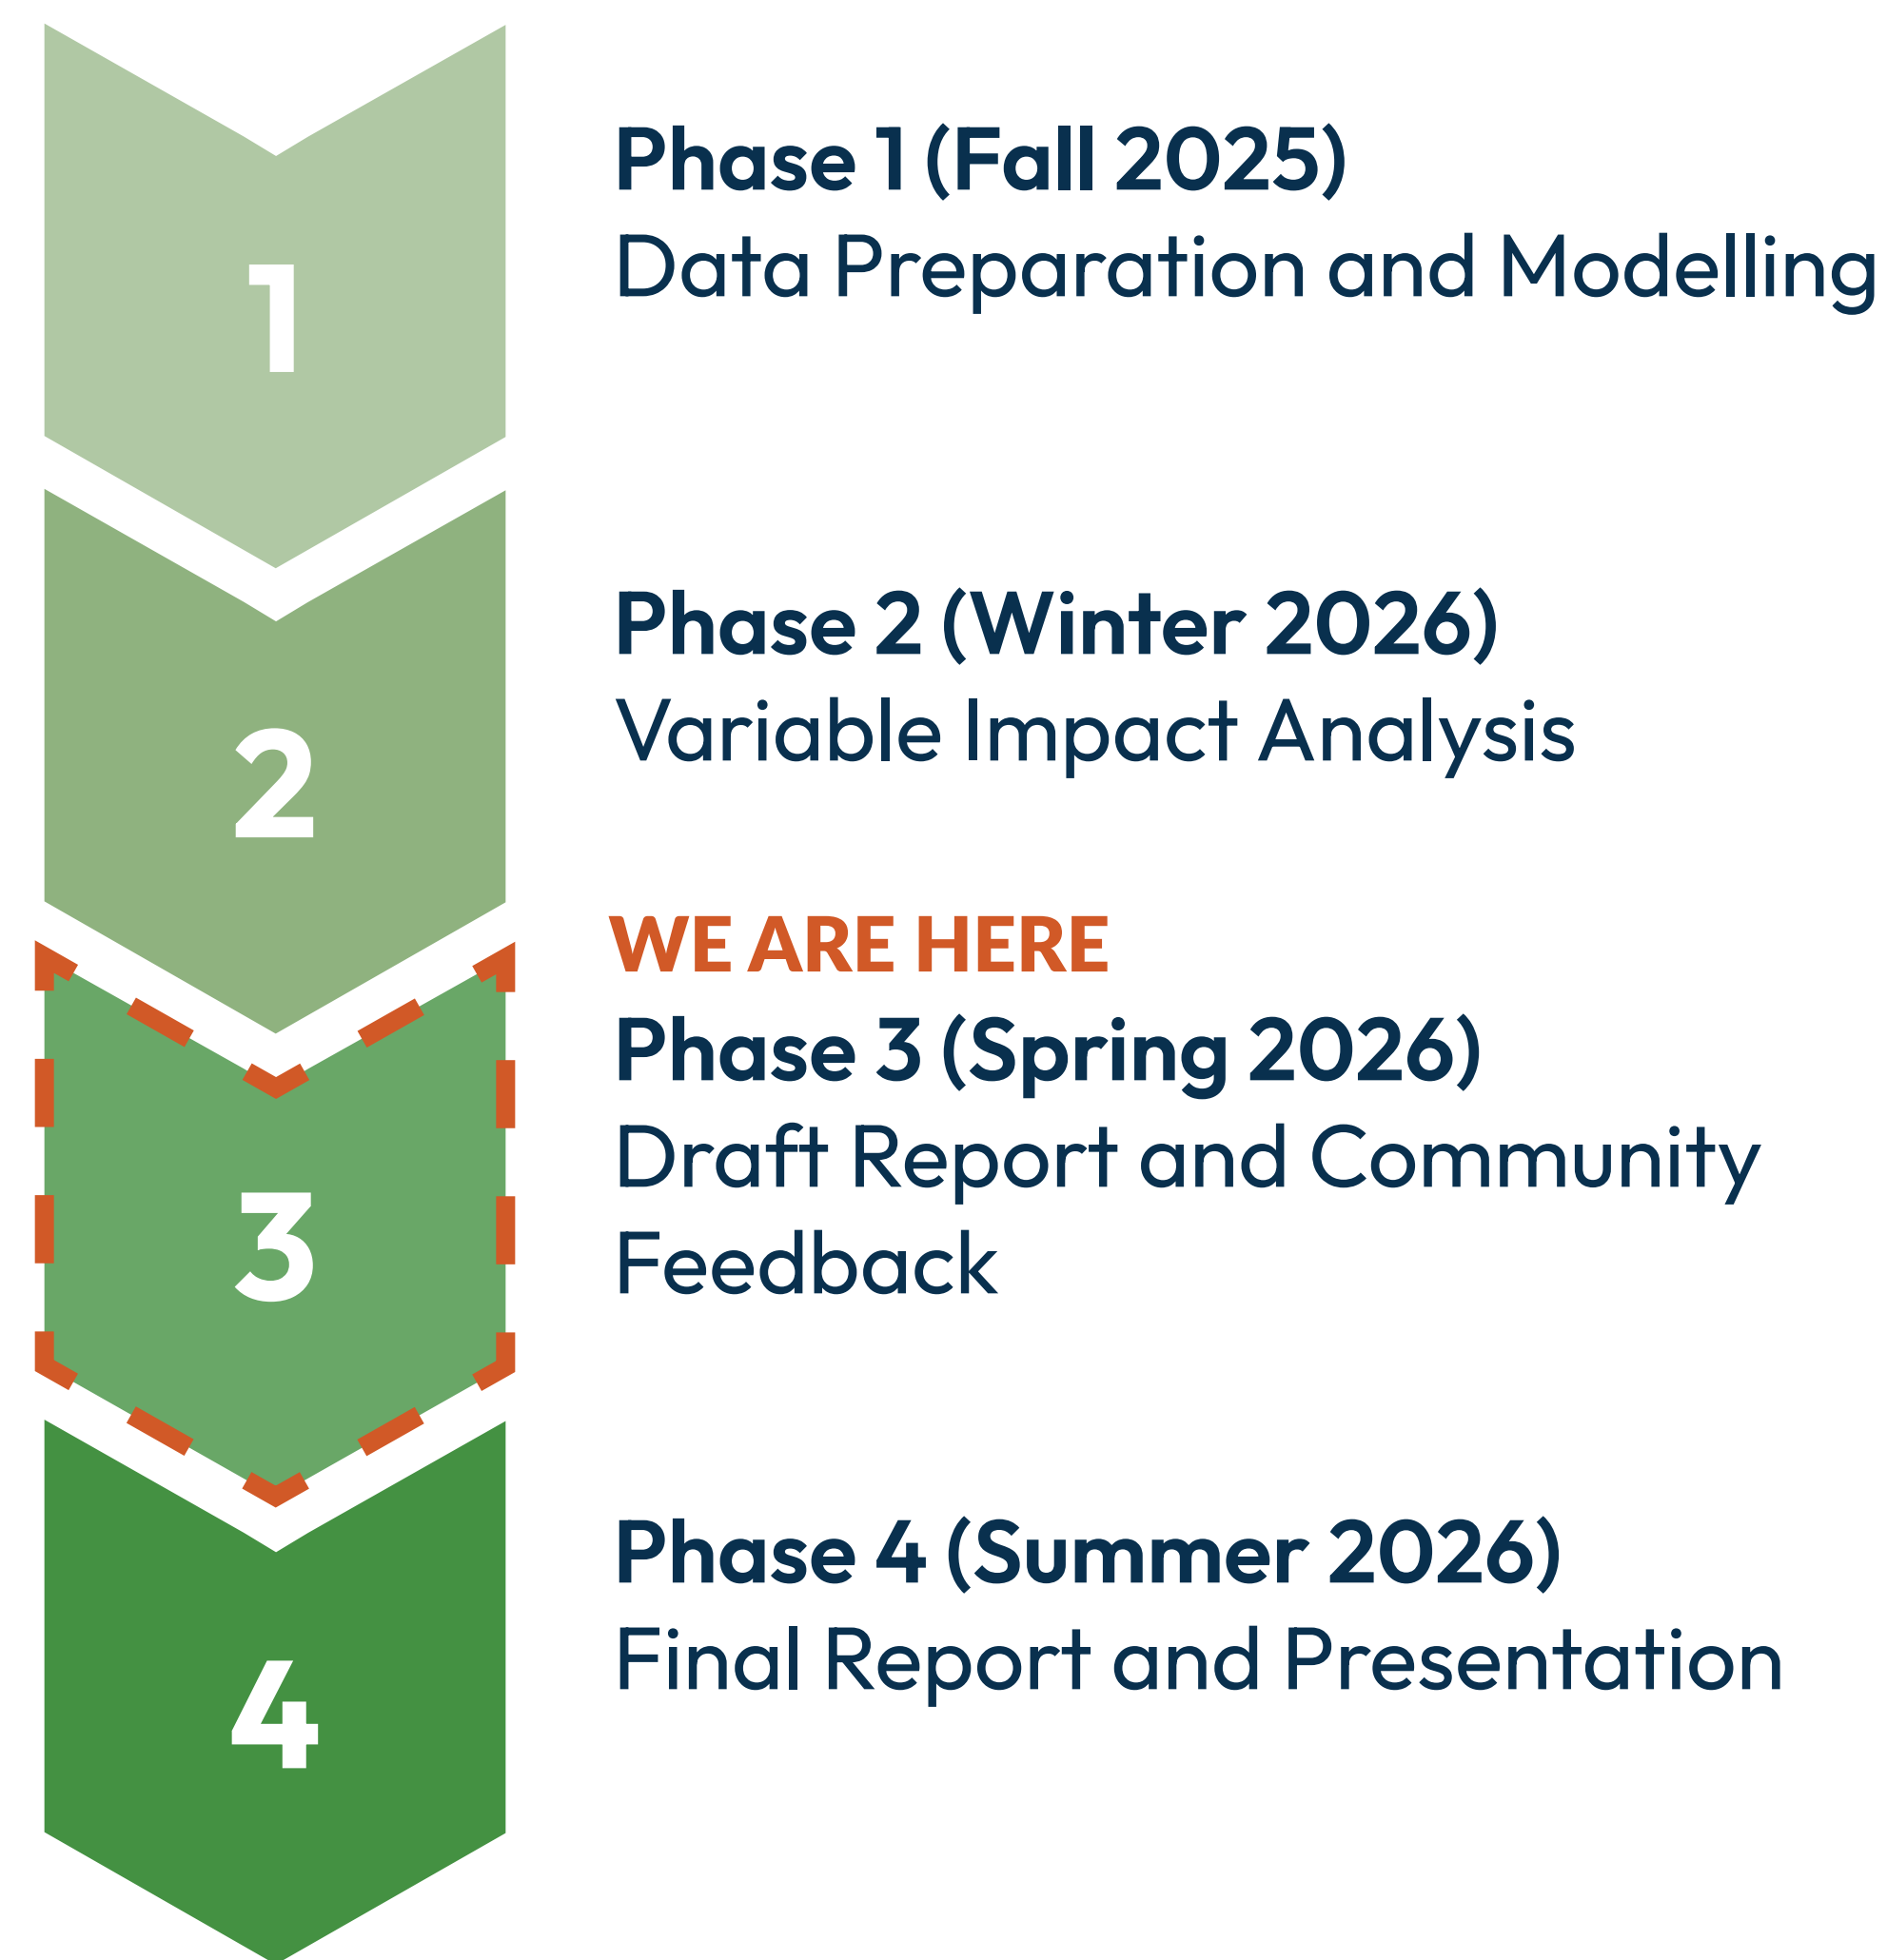 1
Phase 1 (Fall 2025)
Data Preparation and Modelling
2
Phase 2 (Winter 2026)
Variable Impact Analysis
WE ARE HERE
3
Phase 3 (Spring 2026)
Draft Report and Community
Feedback
4
Phase 4 (Summer 2026)
Final Report and Presentation